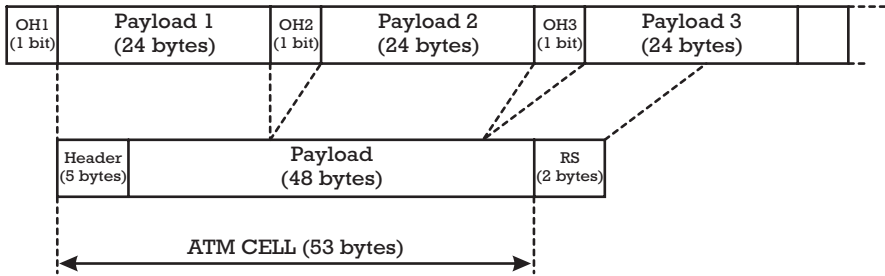 OH1 Payload 1 OH2 Payload 2 OH3 Payload 3
(1 bit) (24 bytes) (1 bit) (24 bytes) (1 bit) (24 bytes)
Header Payload RS
(5 bytes) (48 bytes) (2 bytes)
ATM CELL (53 bytes)